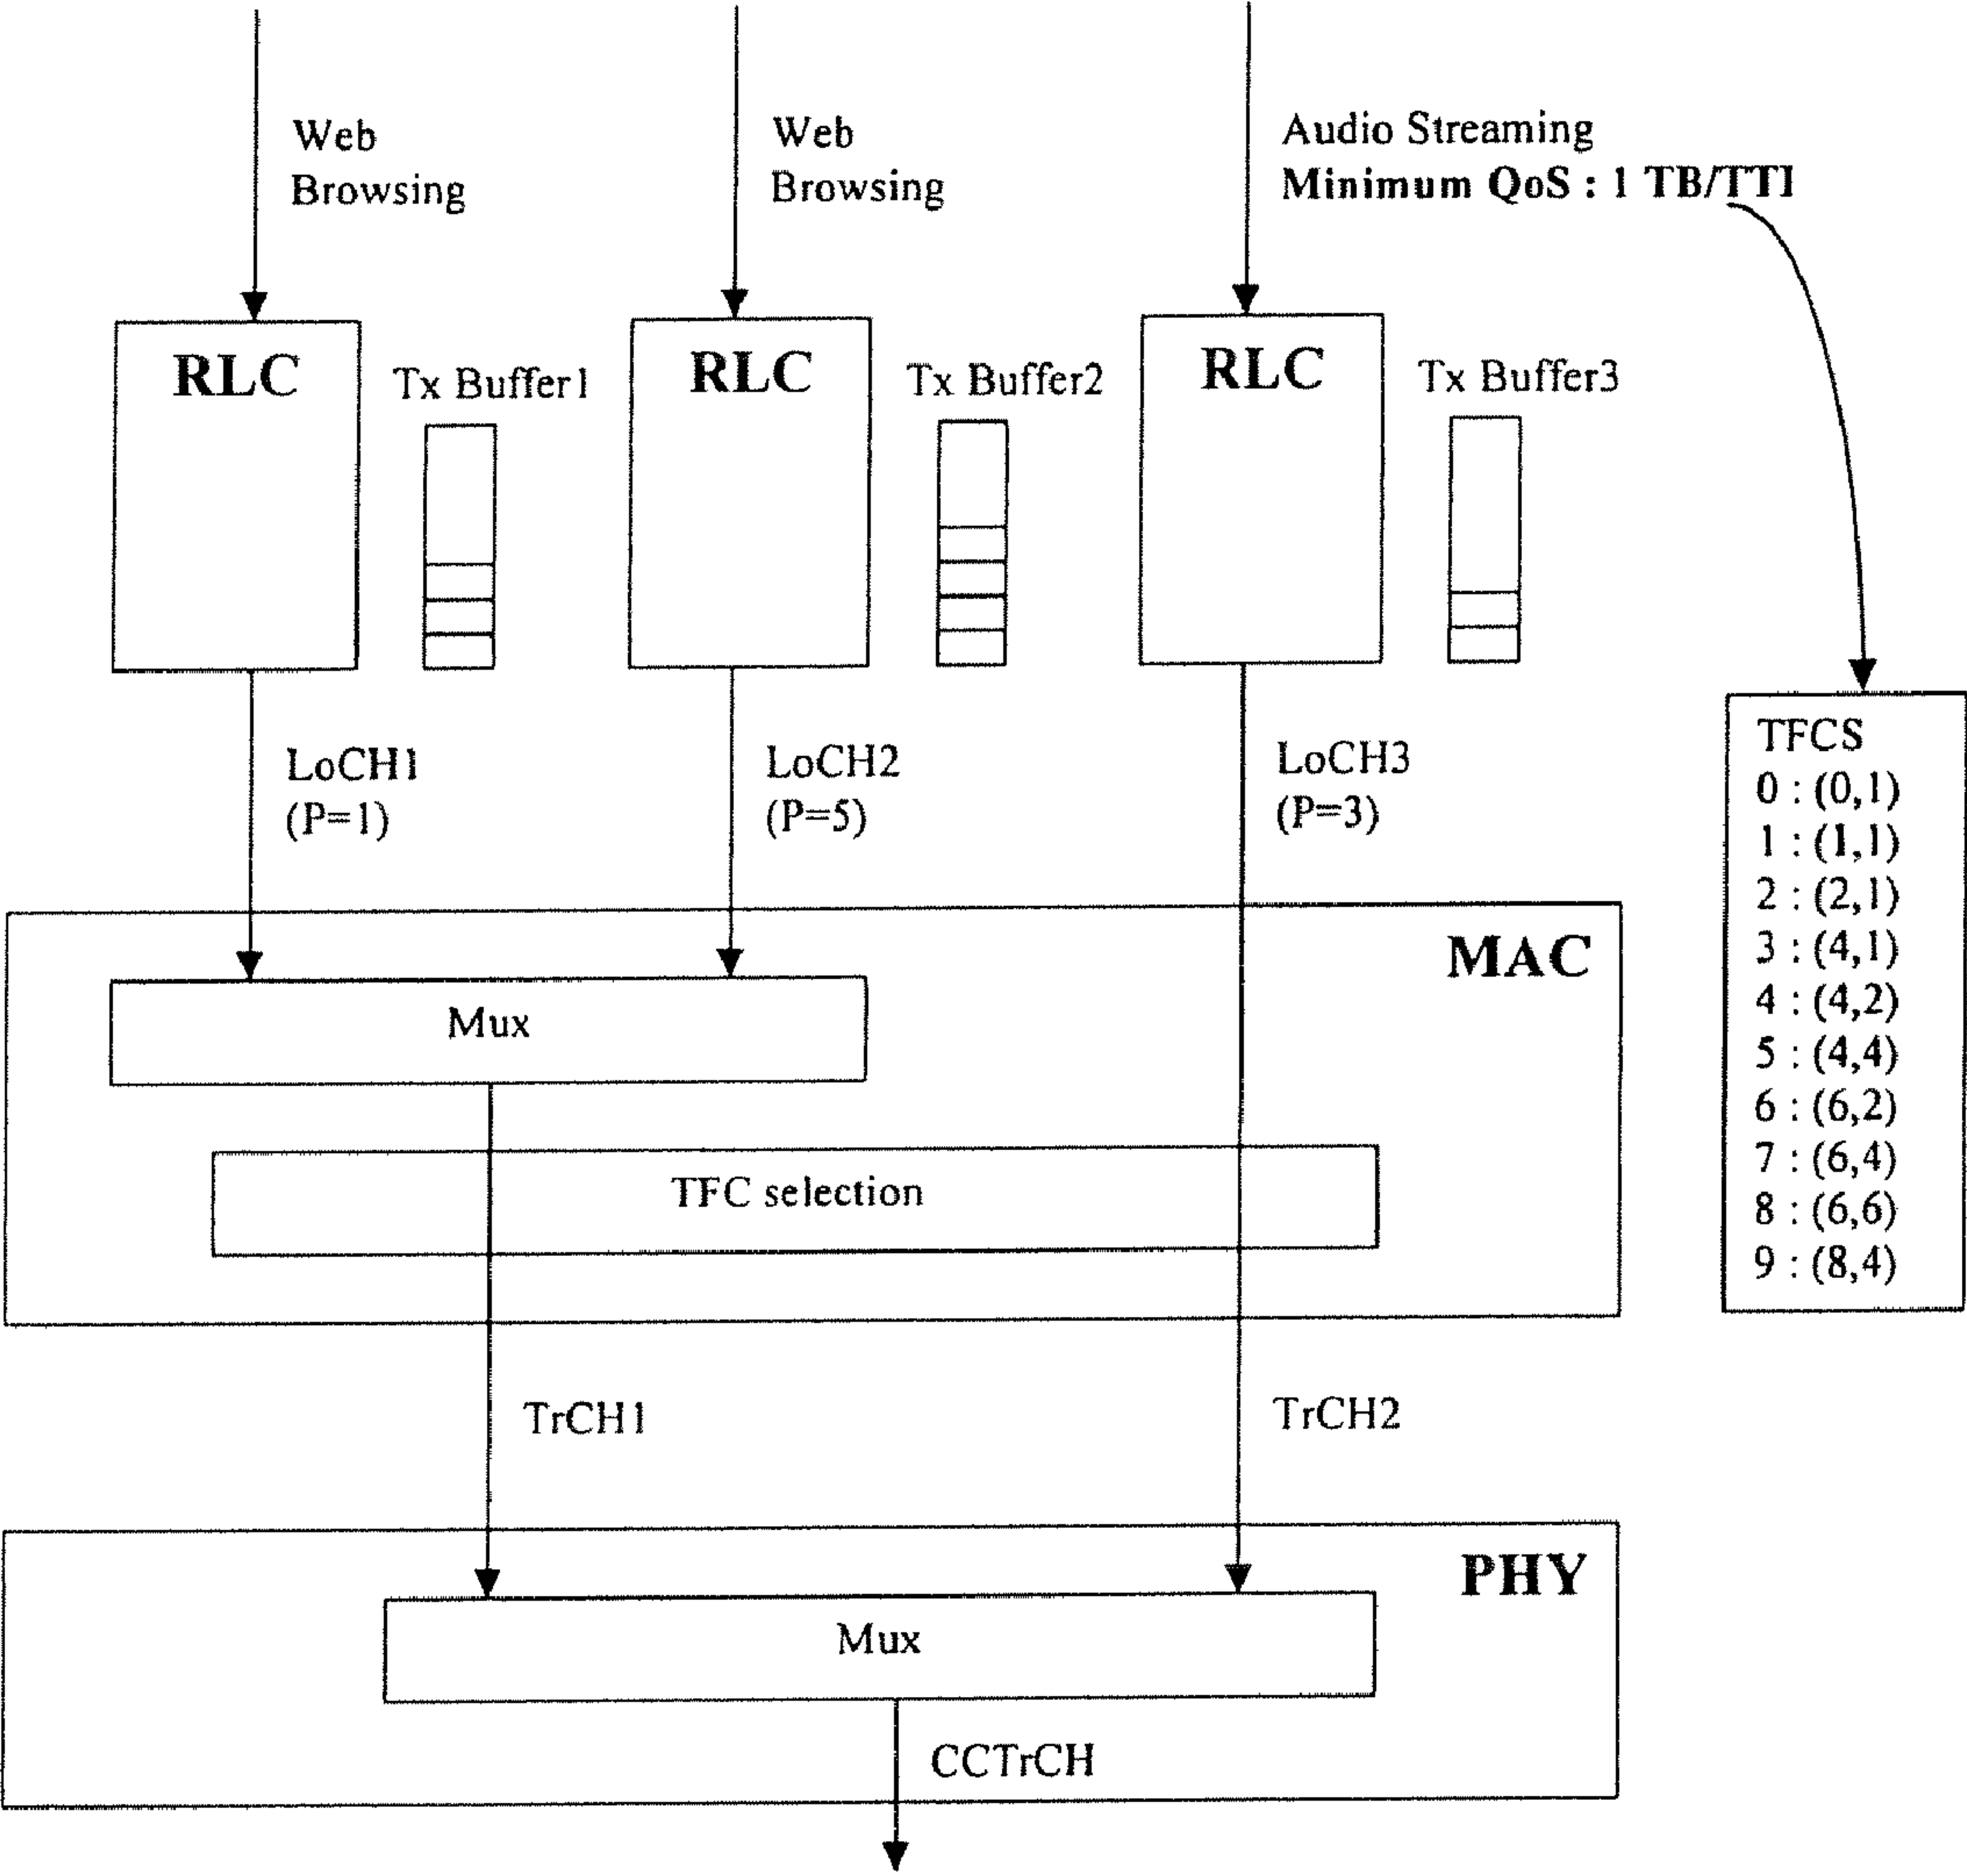 Web
Browsing
Web
Browsing
Audio Streaming
Minimum QoS : 1 TB/TTI
RLC
Tx Buffer1
RLC
Tx Buffer2
RLC
Tx Buffer3
LoCH1
(P=1)
LoCH2
(P=5)
LoCH3
(P=3)
TFCS
0 : (0,1)
1 : (1,1)
2 : (2,1)
3 : (4,1)
4 : (4,2)
5 : (4,4)
6 : (6,2)
7 : (6,4)
8 : (6,6)
9 : (8,4)
MAC
Mux
TFC selection
TrCH1
TrCH2
PHY
Mux
CCTrCH